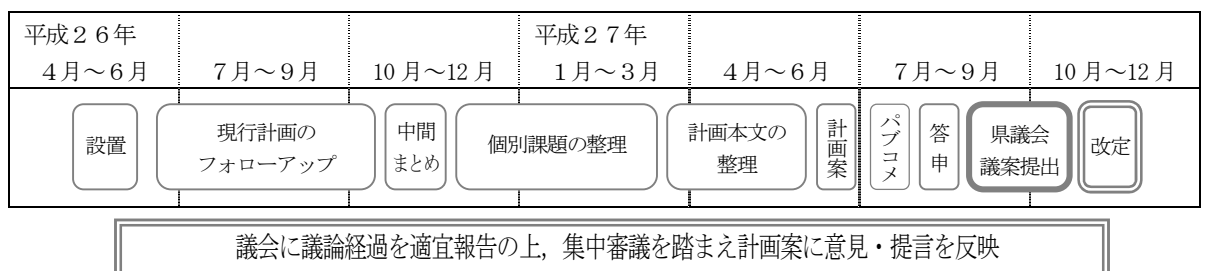 平成２６年
４月～６月
７月～９月
10 月～12 月
平成２７年
１月～３月
４月～６月
７月～９月
10 月～12 月
設置
現行計画の
フォローアップ
中間
まとめ
個別課題の整理
計画本文の
整理
計画案
パブコメ
答
申
県議会
議案提出
改定
議会に議論経過を適宜報告の上，集中審議を踏まえ計画案に意見・提言を反映